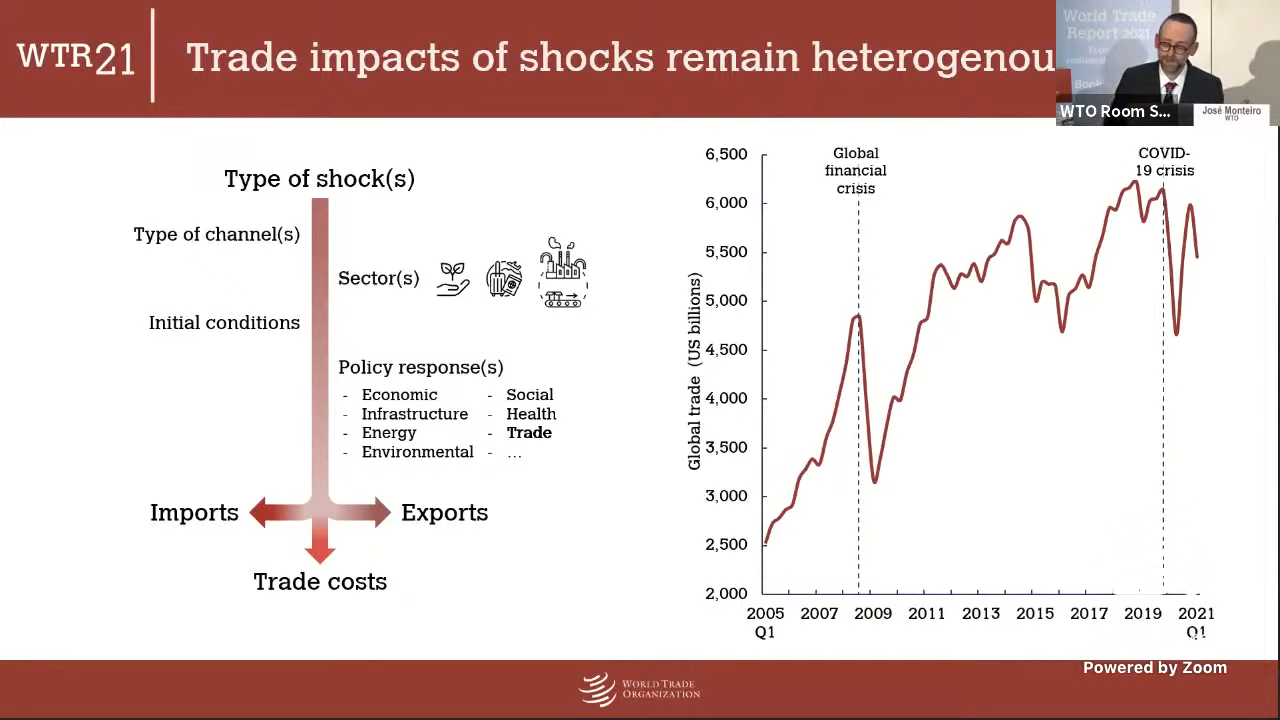 WTR21
Trade impacts of shocks remain heterogenou
World Trade
Report 2021
WTO Room S...
José Monteiro
WTO
Type of shock(s)
Type of channel(s)
Sector(s)
Initial conditions
Policy response(s)
- Economic - Social
- Infrastructure - Health
- Energy - Trade
- Environmental - ...
Imports
Exports
Trade costs
Global trade (US billions)
6,500
6,000
5,500
5,000
4,500
4,000
3,500
3,000
2,500
2,000
Global
financial
crisis
COVID-
19 crisis
2005 2007 2009 2011 2013 2015 2017 2019 2021
Q1 Q1
Powered by Zoom
WORLD TRADE
ORGANIZATION